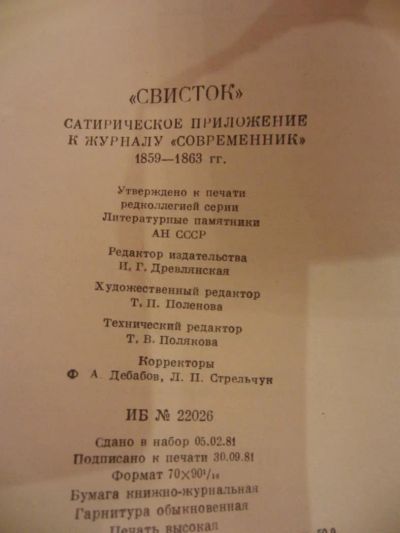 «СВИСТОК»
САТИРИЧЕСКОЕ ПРИЛОЖЕНИЕ
К ЖУРНАЛУ «СОВРЕМЕННИК»
1859—1863 гг.
Утверждено к печати
редколлегией серии
Литературные памятники
АН СССР
Редактор издательства
И. Г. Древлянская
Художественный редактор
Т. П. Поленова
Технический редактор
Т. В. Полякова
Корректоры
Ф А. Дебабов, Л. П. Стрельчук
ИБ № 22026
Сдано в набор 05.02.81
Подписано к печати 30.09.81
Формат 70×90¹/₁₆
Бумага книжно-журнальная
Гарнитура обыкновенная
Печать высокая